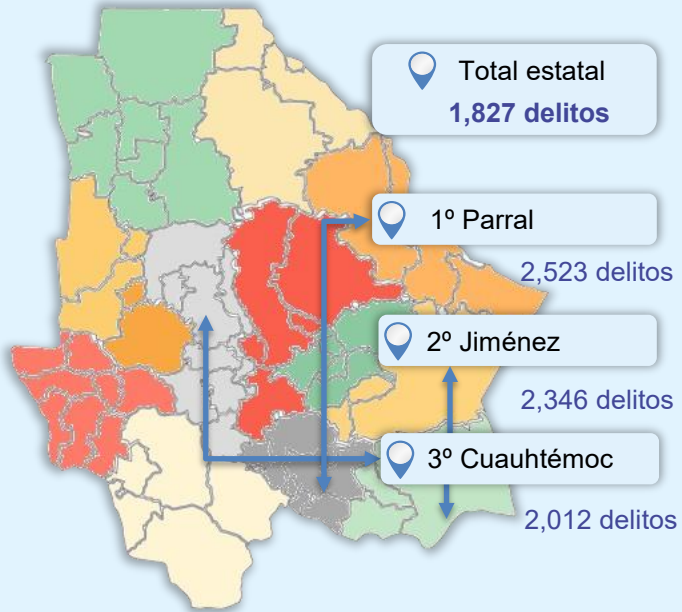 Total estatal
1,827 delitos
1º Parral
2,523 delitos
2º Jiménez
2,346 delitos
3º Cuauhtémoc
2,012 delitos